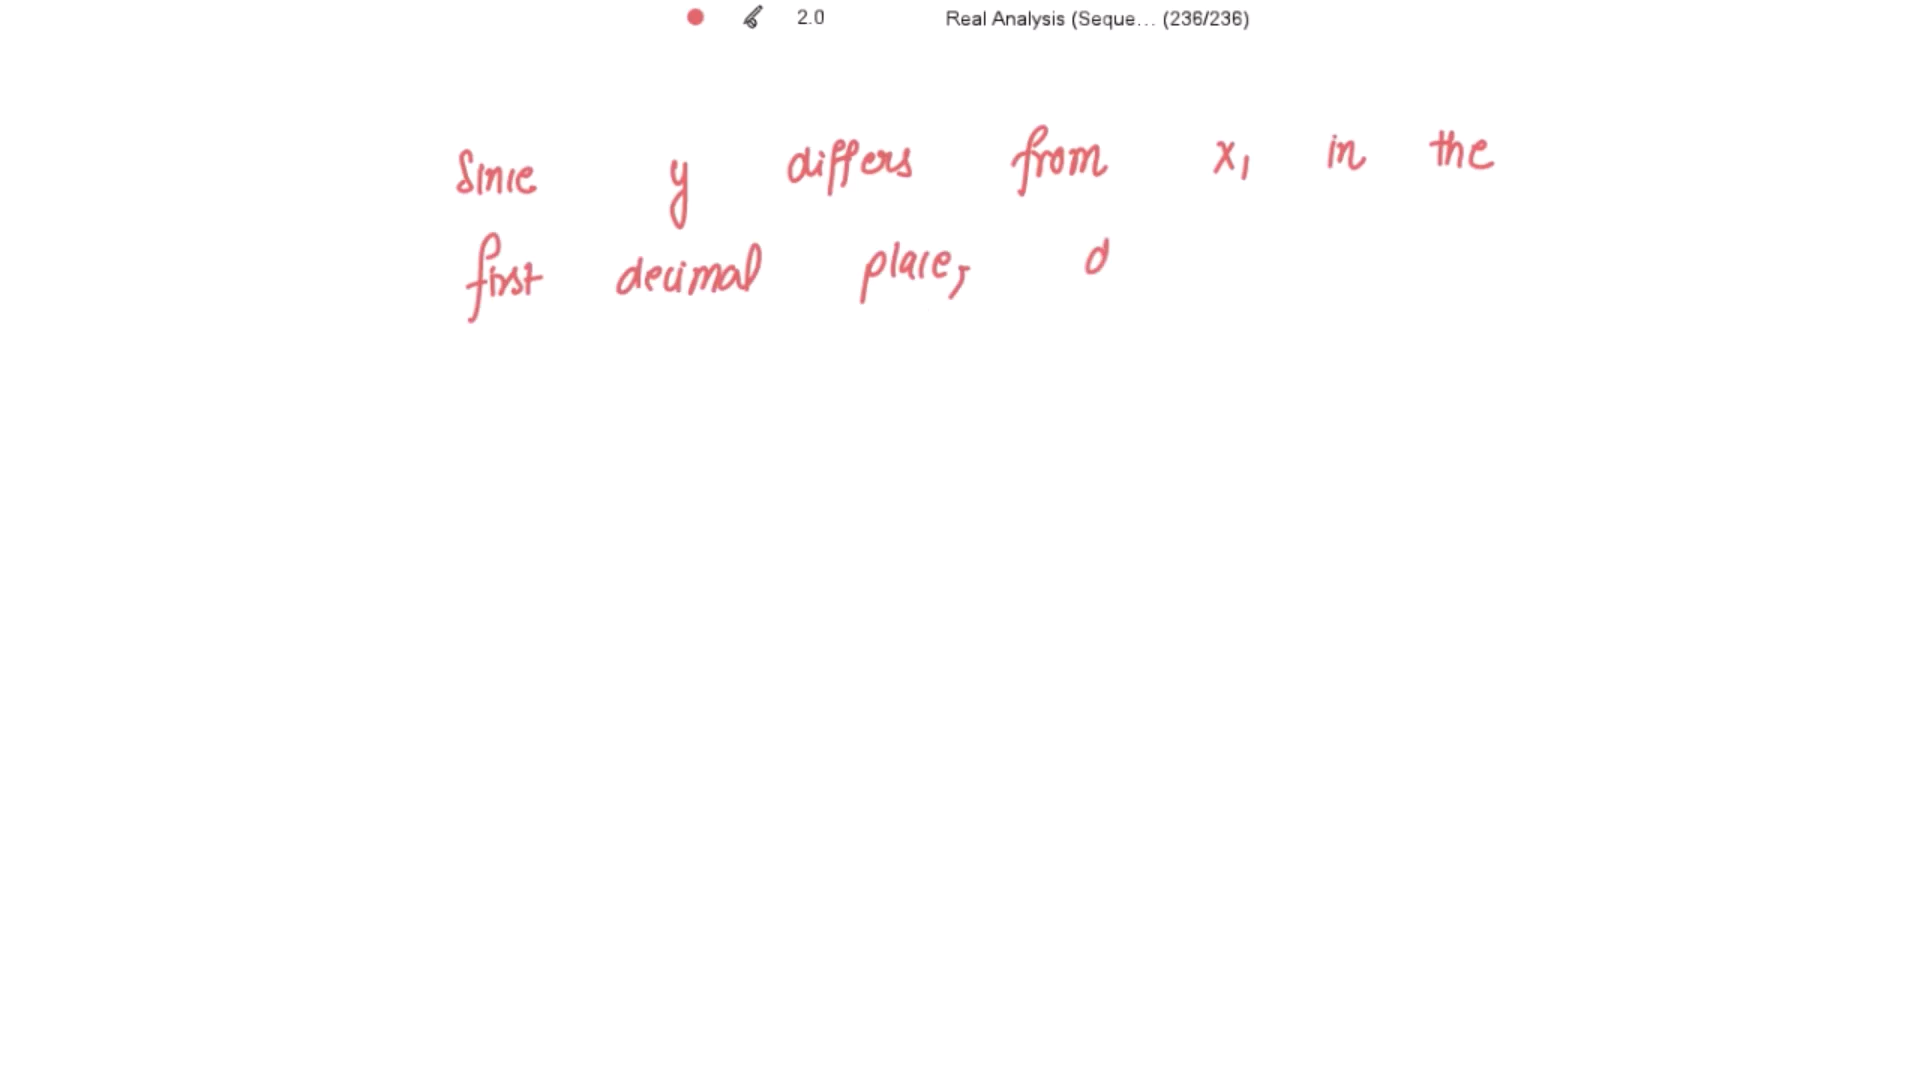 2.0 Real Analysis (Seque... (236/236)
Since y differs from x₁ in the
first decimal place, d